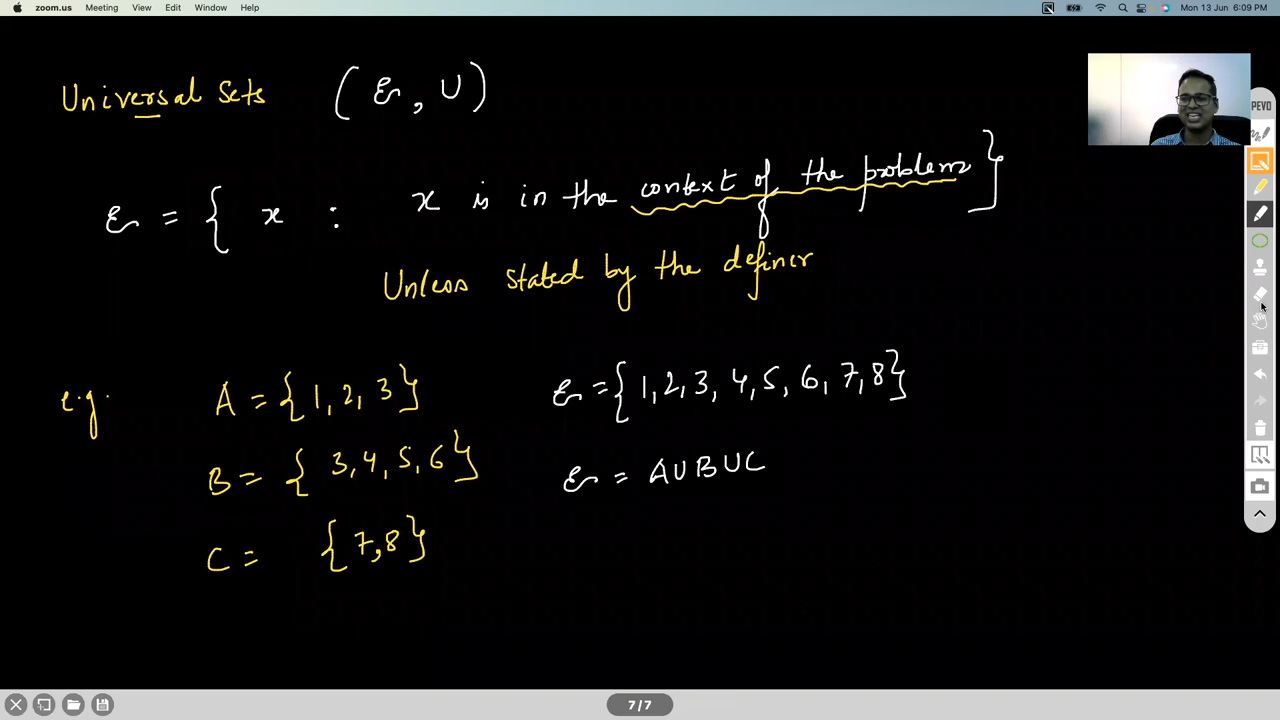 zoom.us Meeting View Edit Window Help Mon 13 Jun 6:09 PM
Universal Sets (ℰ, U)
PEVO
ℰ = { x : x is in the context of the problem }
Unless stated by the definer
e.g. A = {1, 2, 3} ℰ = {1, 2, 3, 4, 5, 6, 7, 8}
B = {3, 4, 5, 6} ℰ = A U B U C
C = {7, 8}
7/7